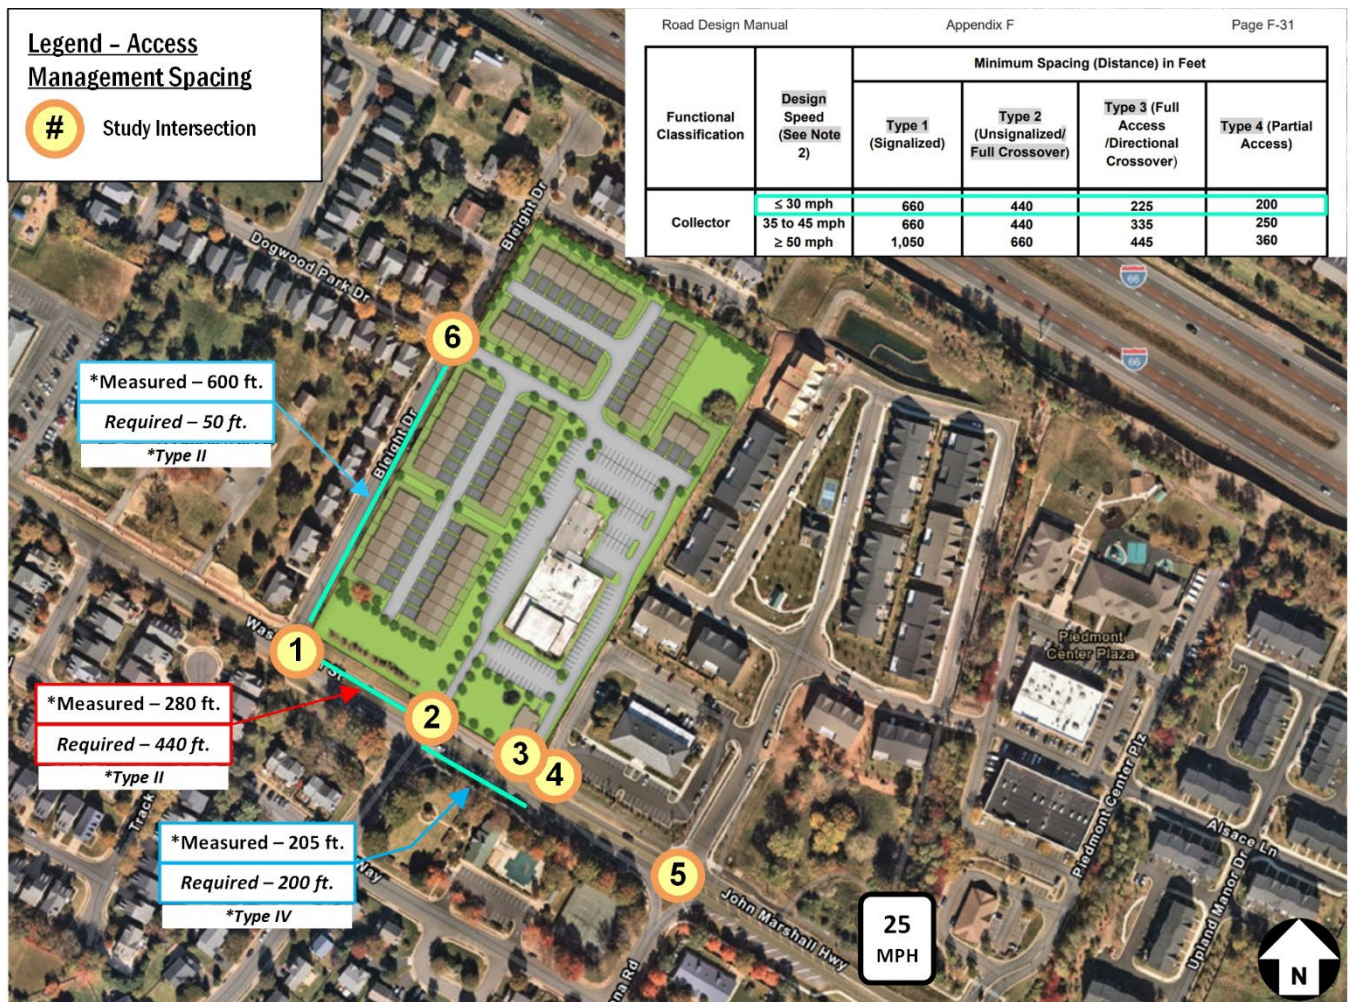 Legend – Access
Management Spacing
# Study Intersection
Road Design Manual Appendix F Page F-31
Minimum Spacing (Distance) in Feet
Functional Classification
Design Speed (See Note 2)
Type 1 (Signalized)
Type 2 (Unsignalized/ Full Crossover)
Type 3 (Full Access /Directional Crossover)
Type 4 (Partial Access)
Collector
≤ 30 mph 660 440 225 200
35 to 45 mph 660 440 335 250
≥ 50 mph 1,050 660 445 360
66
66
Bleight Dr
Dogwood Park Dr
6
*Measured – 600 ft.
Required – 50 ft.
*Type II
Bleight Dr
1
Was
St
2
3
4
5
*Measured – 280 ft.
Required – 440 ft.
*Type II
Track
*Measured – 205 ft.
Required – 200 ft.
*Type IV
Way
Piedmont
Center Plaza
Piedmont Center Plz
Alsace Ln
Upland Manor Dr
John Marshall Hwy
nal Rd
25
MPH
N